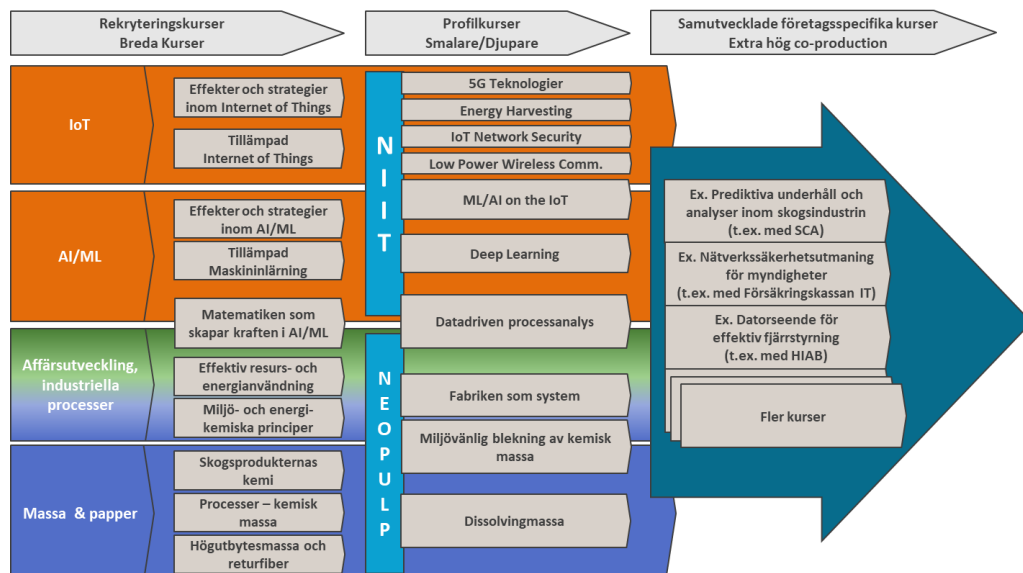 Rekryteringskurser
Breda Kurser
Profilkurser
Smalare/Djupare
Samutvecklade företagsspecifika kurser
Extra hög co-production
IoT
Effekter och strategier
inom Internet of Things
Tillämpad
Internet of Things
AI/ML
Effekter och strategier
inom AI/ML
Tillämpad
Maskininlärning
Matematiken som
skapar kraften i AI/ML
Affärsutveckling,
industriella
processer
Effektiv resurs- och
energianvändning
Miljö- och energi-
kemiska principer
Massa & papper
Skogsprodukternas
kemi
Processer – kemisk
massa
Högutbytesmassa och
returfiber
NIIT
NEOPULP
5G Teknologier
Energy Harvesting
IoT Network Security
Low Power Wireless Comm.
ML/AI on the IoT
Deep Learning
Datadriven processanalys
Fabriken som system
Miljövänlig blekning av kemisk
massa
Dissolvingmassa
Ex. Prediktiva underhåll och
analyser inom skogsindustrin
(t.ex. med SCA)
Ex. Nätverkssäkerhetsutmaning
för myndigheter
(t.ex. med Försäkringskassan IT)
Ex. Datorseende för
effektiv fjärrstyrning
(t.ex. med HIAB)
Fler kurser